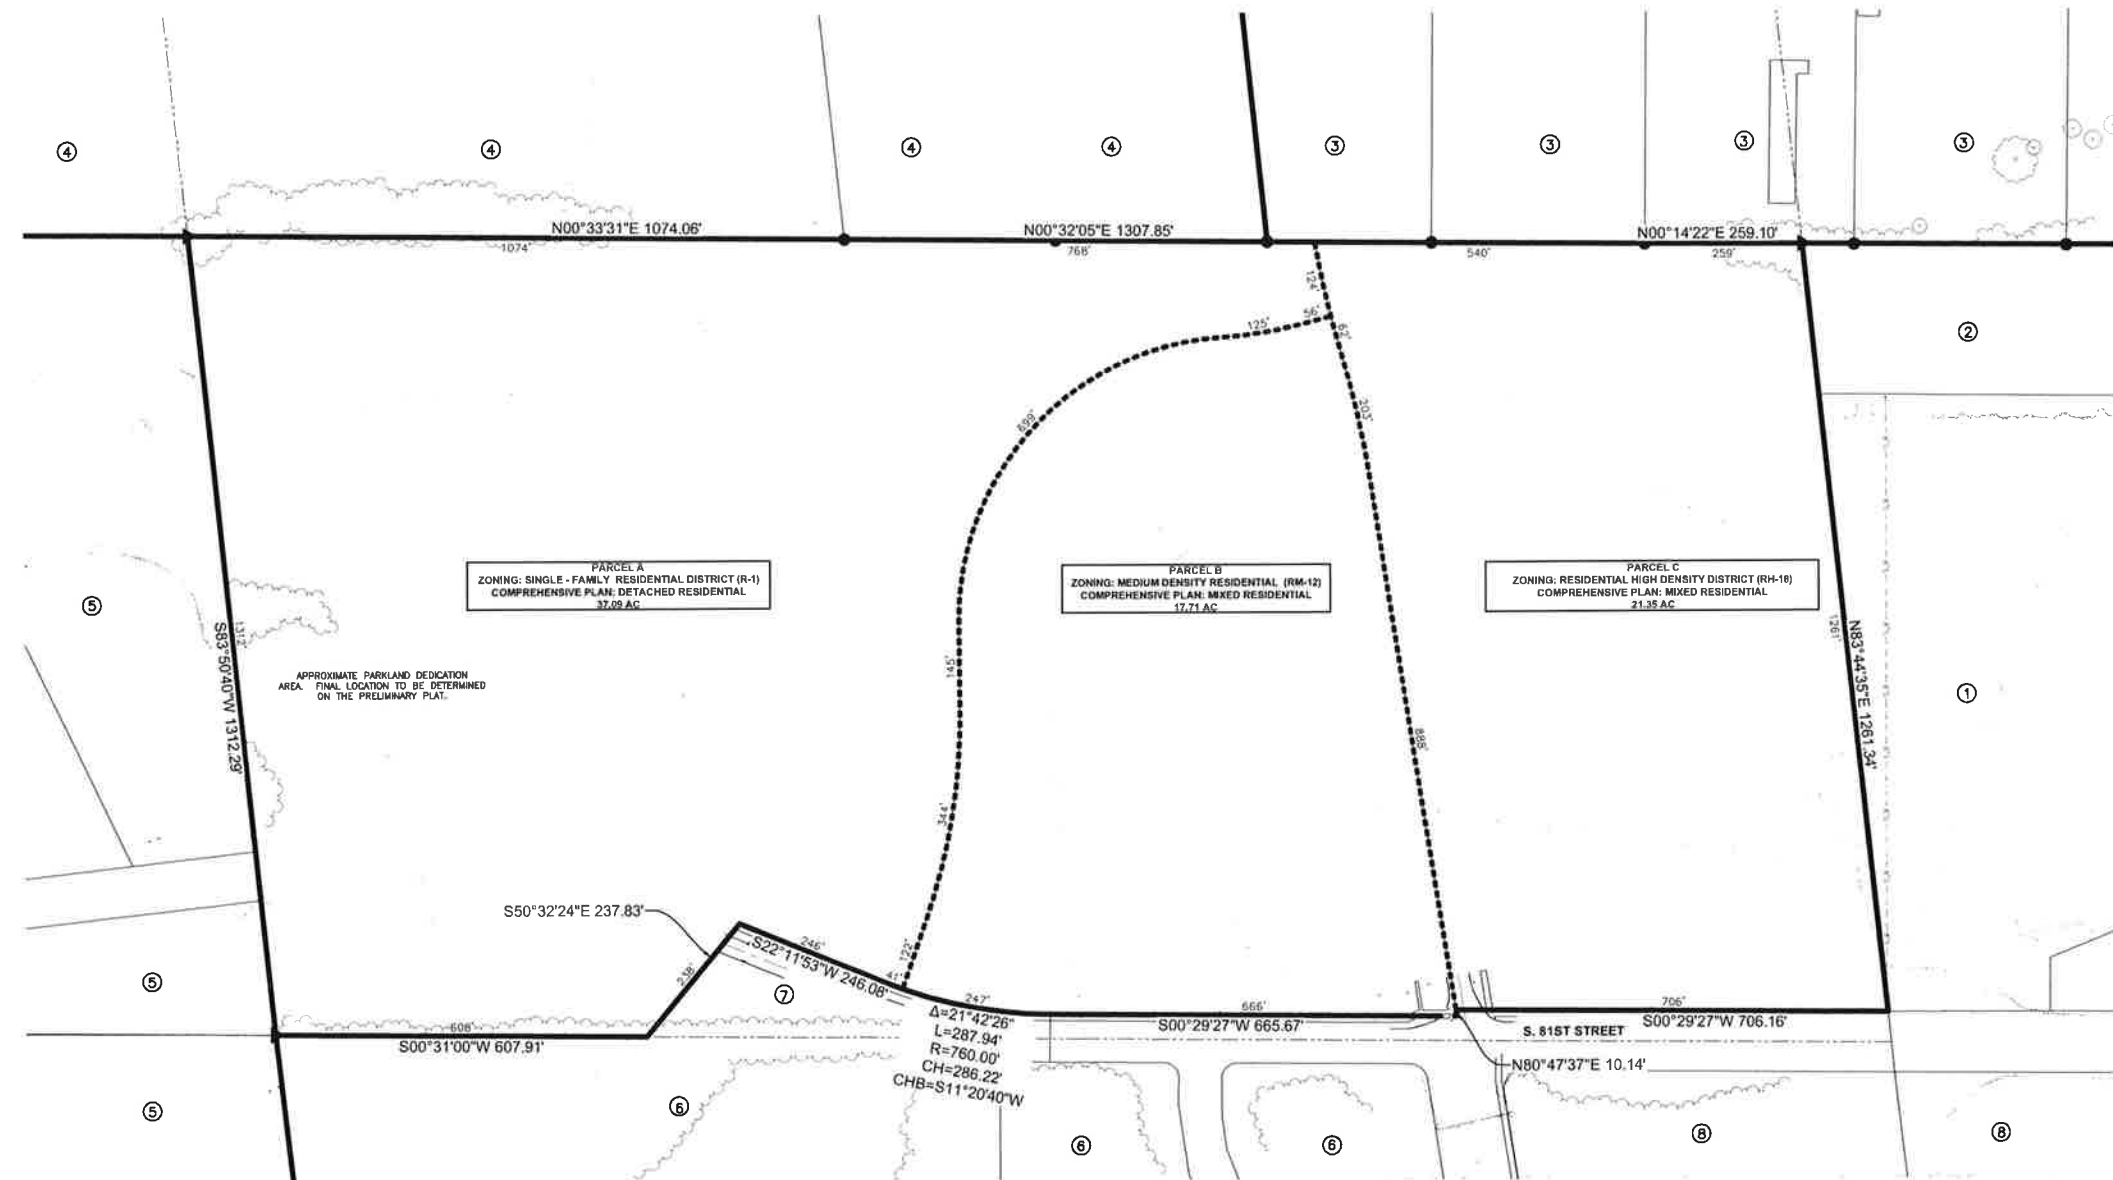 ④
④
④
④
③
③
③
③
N00°33'31"E 1074.06'
1074'
N00°32'05"E 1307.85'
768'
540'
N00°14'22"E 259.10'
259'
124'
56'
125'
62'
②
203'
699'
PARCEL A
ZONING: SINGLE - FAMILY RESIDENTIAL DISTRICT (R-1)
COMPREHENSIVE PLAN: DETACHED RESIDENTIAL
37.09 AC
PARCEL B
ZONING: MEDIUM DENSITY RESIDENTIAL (RM-12)
COMPREHENSIVE PLAN: MIXED RESIDENTIAL
17.71 AC
PARCEL C
ZONING: RESIDENTIAL HIGH DENSITY DISTRICT (RH-18)
COMPREHENSIVE PLAN: MIXED RESIDENTIAL
21.35 AC
⑤
1312'
S83°50'40"W 1312.29'
APPROXIMATE PARKLAND DEDICATION
AREA. FINAL LOCATION TO BE DETERMINED
ON THE PRELIMINARY PLAT.
145'
888'
1261'
N83°44'35"E 1261.34'
①
344'
S50°32'24"E 237.83'
238'
246'
S22°11'53"W 246.08'
41'
122'
⑤
⑦
247'
Δ=21°42'26"
L=287.94'
R=760.00'
CH=286.22'
CHB=S11°20'40"W
666'
S00°29'27"W 665.67'
706'
S. 81ST STREET
S00°29'27"W 706.16'
608'
S00°31'00"W 607.91'
N80°47'37"E 10.14'
⑤
⑥
⑥
⑥
⑧
⑧